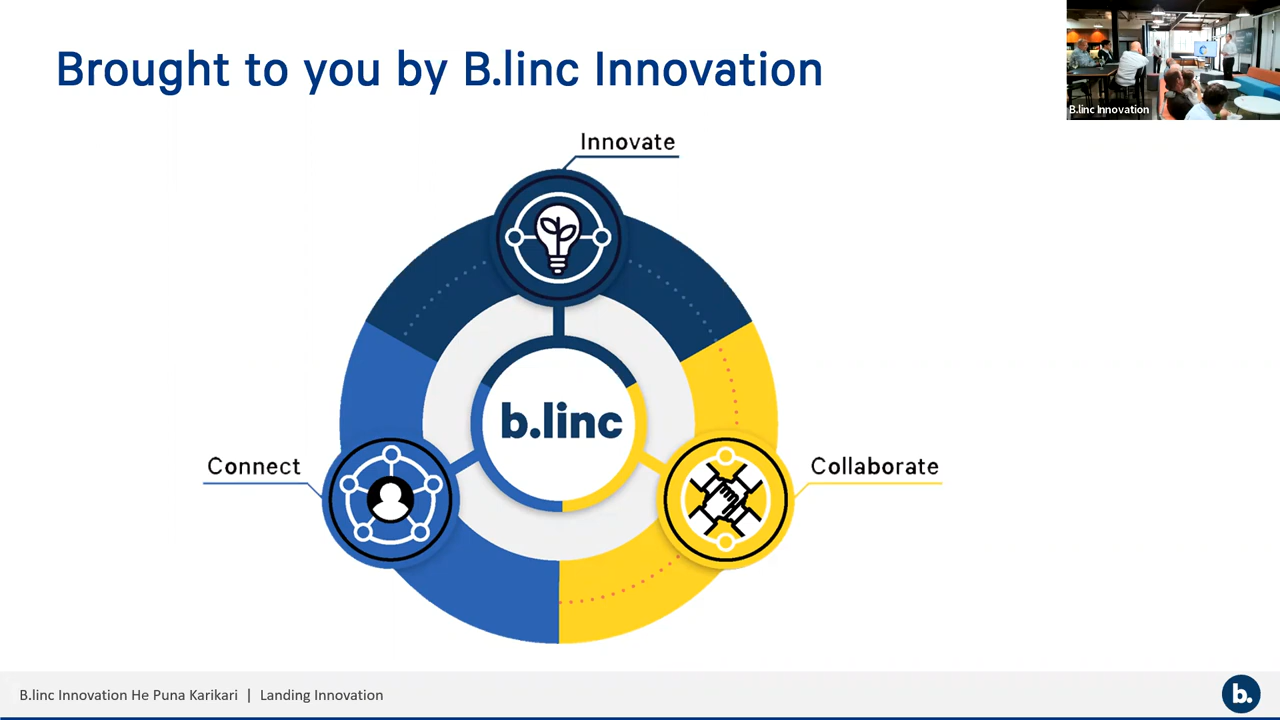 Brought to you by B.linc Innovation
B.linc Innovation
Innovate
b.linc
Connect
Collaborate
B.linc Innovation He Puna Karikari | Landing Innovation
b.